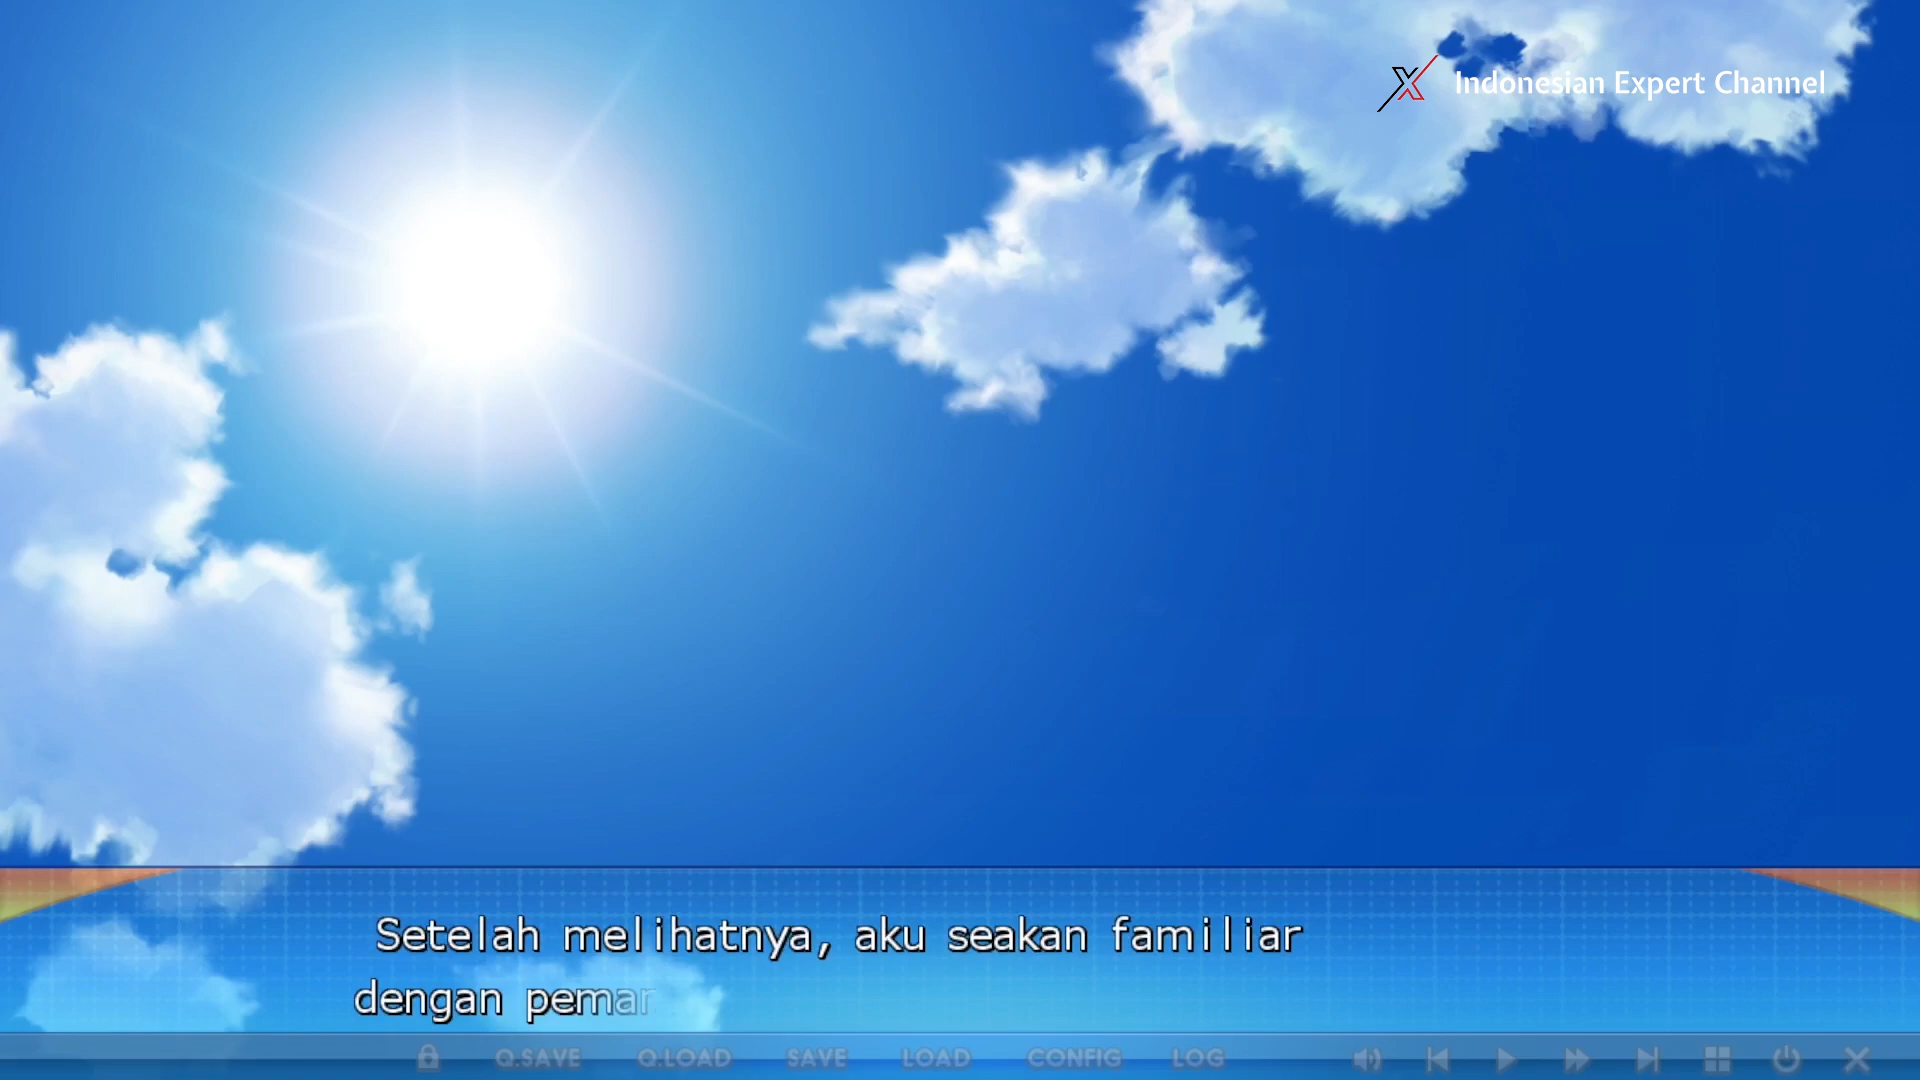 Indonesian Expert Channel
Setelah melihatnya, aku seakan familiar
dengan pemar
Q.SAVE Q.LOAD SAVE LOAD CONFIG LOG